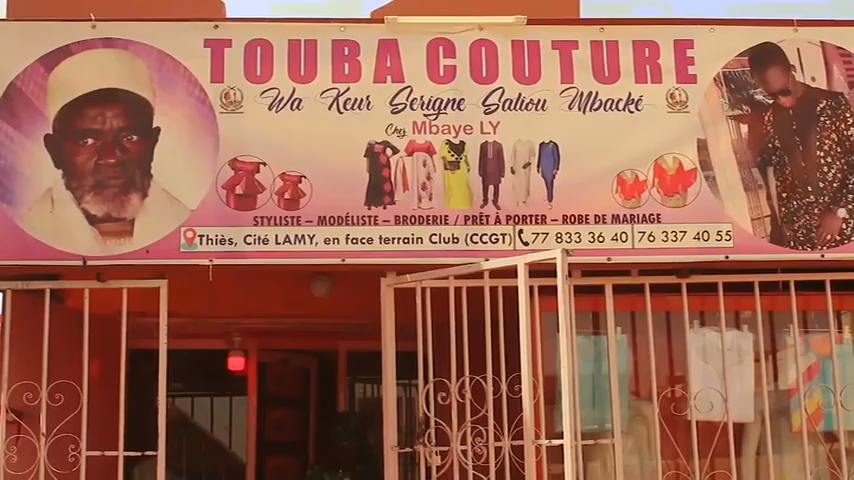 TOUBA COUTURE
Wa Keur Serigne Saliou Mbacké
Chez Mbaye LY
STYLISTE – MODÉLISTE - BRODERIE / PRÊT À PORTER - ROBE DE MARIAGE
Thiès, Cité LAMY, en face terrain Club (CCGT) 77 833 36 40 76 337 40 55